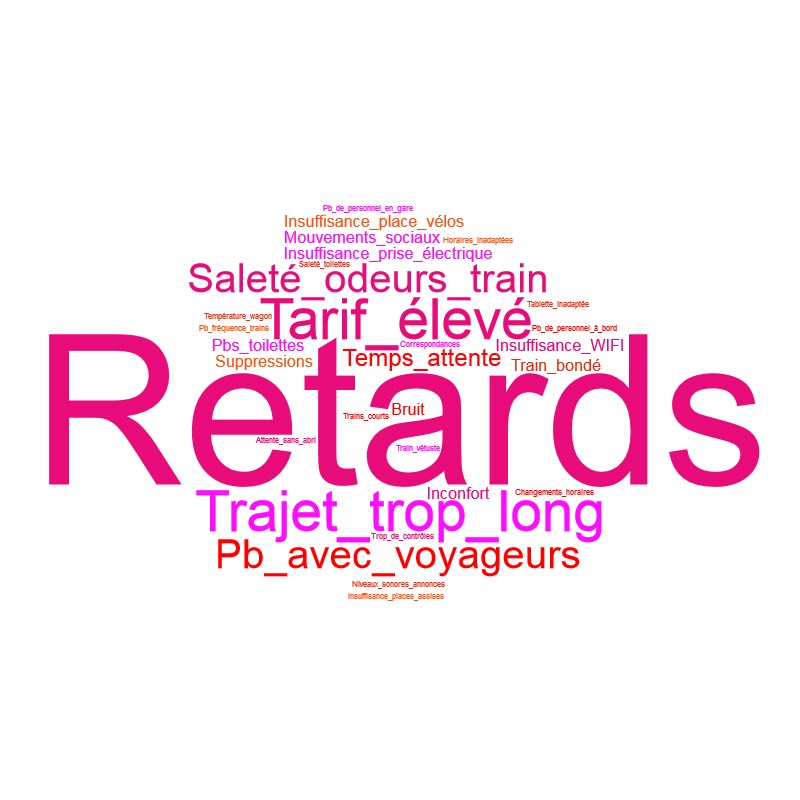 Pb_de_personnel_en_gare
Insuffisance_place_vélos
Mouvements_sociaux
Horaires_inadaptées
Insuffisance_prise_électrique
Saleté_toilettes
Saleté_odeurs_train
Tablette_inadaptée
Température_wagon
Tarif_élevé
Pb_fréquence_trains
Pb_de_personnel_à_bord
Pbs_toilettes
Correspondances
Insuffisance_WIFI
Suppressions
Temps_attente
Train_bondé
Retards
Bruit
Trains_courts
Attente_sans_abri
Train_vétuste
Inconfort
Changements_horaires
Trajet_trop_long
Trop_de_contrôles
Pb_avec_voyageurs
Niveaux_sonores_annonces
Insuffisance_places_assises